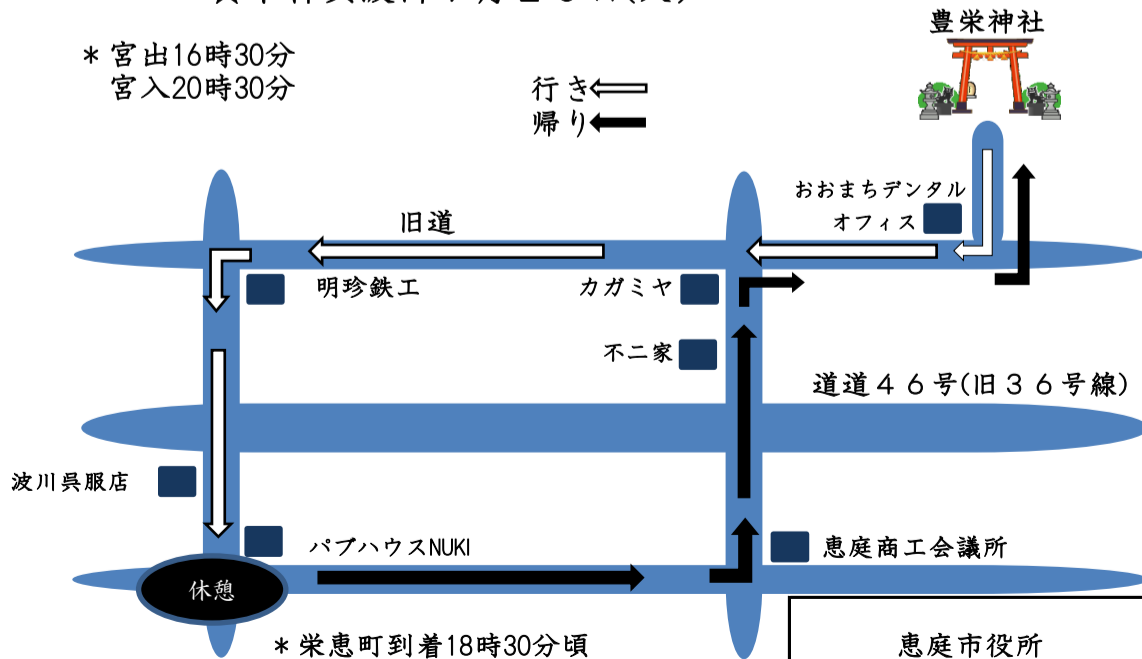 豊栄神社
*宮出16時30分
宮入20時30分
行き
帰り
おおまちデンタル
オフィス
旧道
明珍鉄工
カガミヤ
不二家
道道46号(旧36号線)
波川呉服店
パブハウスNUKI
恵庭商工会議所
休憩
*栄恵町到着18時30分頃
恵庭市役所